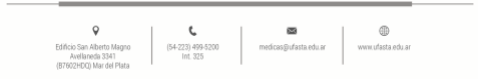 Edificio San Alberto Magno
Avellaneda 3341
(B7602HDQ) Mar del Plata
(54-223) 499-5200
Int. 325
medicas@ufasta.edu.ar
www.ufasta.edu.ar